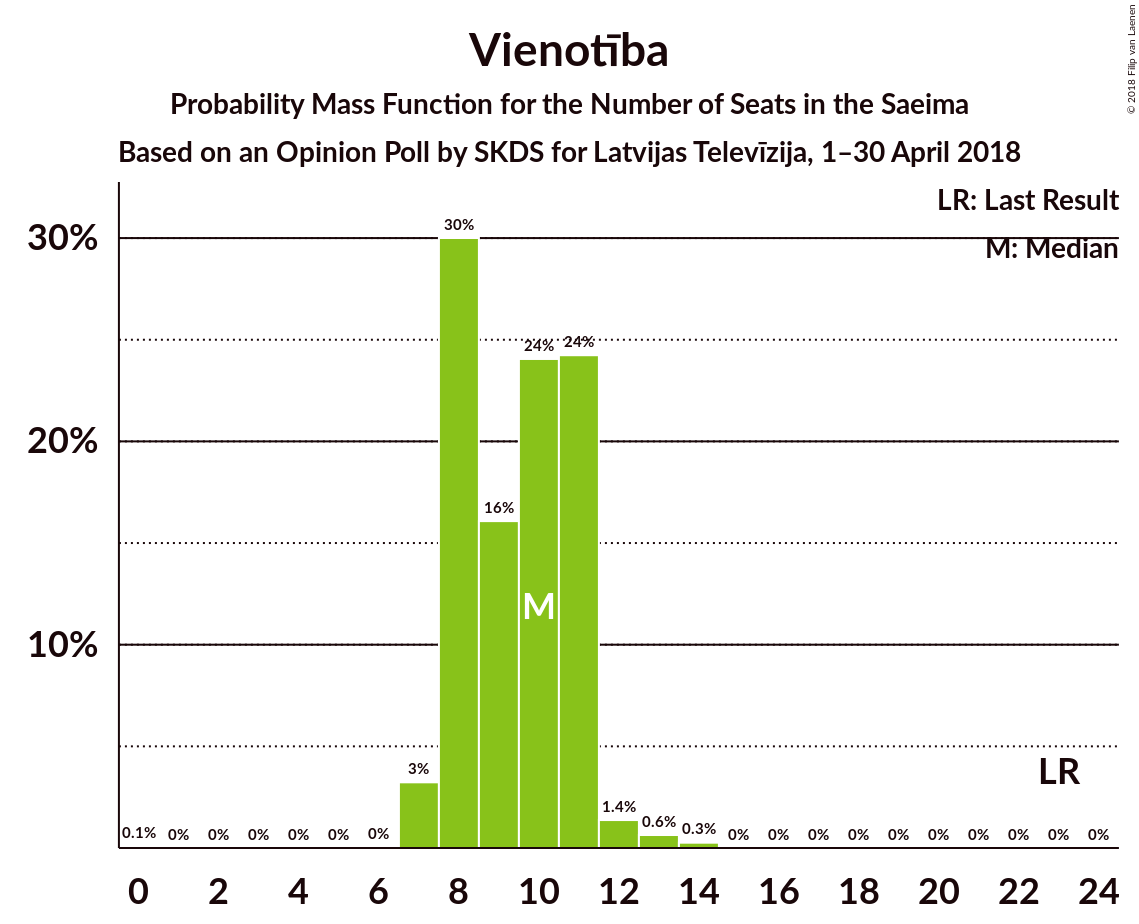 Vienotība
Probability Mass Function for the Number of Seats in the Saeima
Based on an Opinion Poll by SKDS for Latvijas Televīzija, 1–30 April 2018
© 2018 Filip van Laenen
LR: Last Result
M: Median
30%
20%
10%
0.1% 0% 0% 0% 0% 0% 0% 3% 30% 16% 24% 24% 1.4% 0.6% 0.3% 0% 0% 0% 0% 0% 0% 0% 0% 0% 0%
M
LR
0 2 4 6 8 10 12 14 16 18 20 22 24